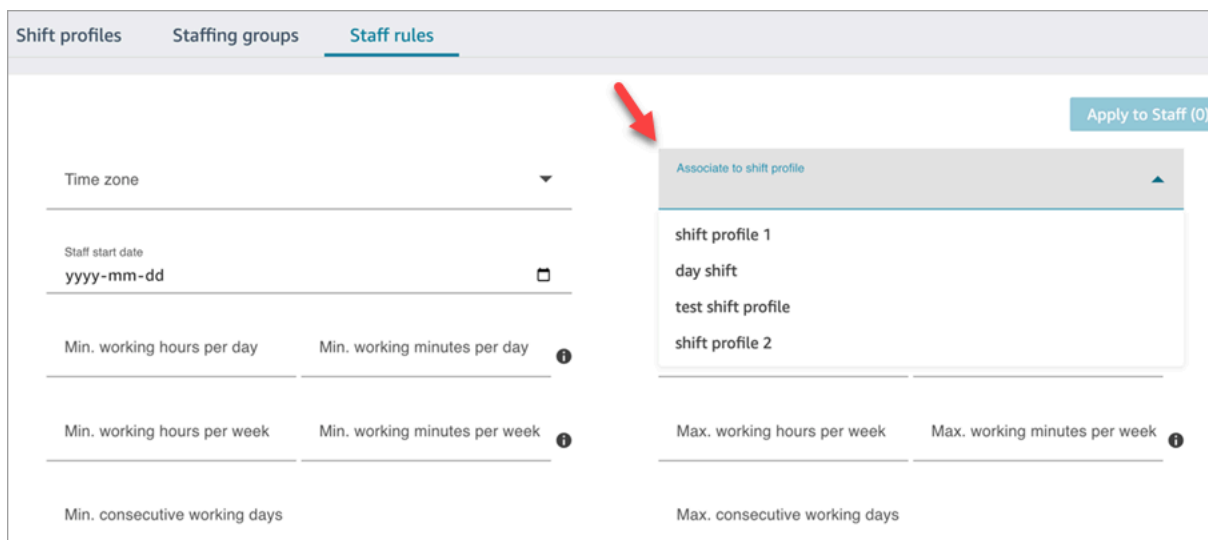 Shift profiles Staffing groups Staff rules
Apply to Staff (0)
Time zone
Associate to shift profile
shift profile 1
day shift
test shift profile
shift profile 2
Staff start date
yyyy-mm-dd
Min. working hours per day Min. working minutes per day
Min. working hours per week Min. working minutes per week
Max. working hours per week Max. working minutes per week
Min. consecutive working days
Max. consecutive working days